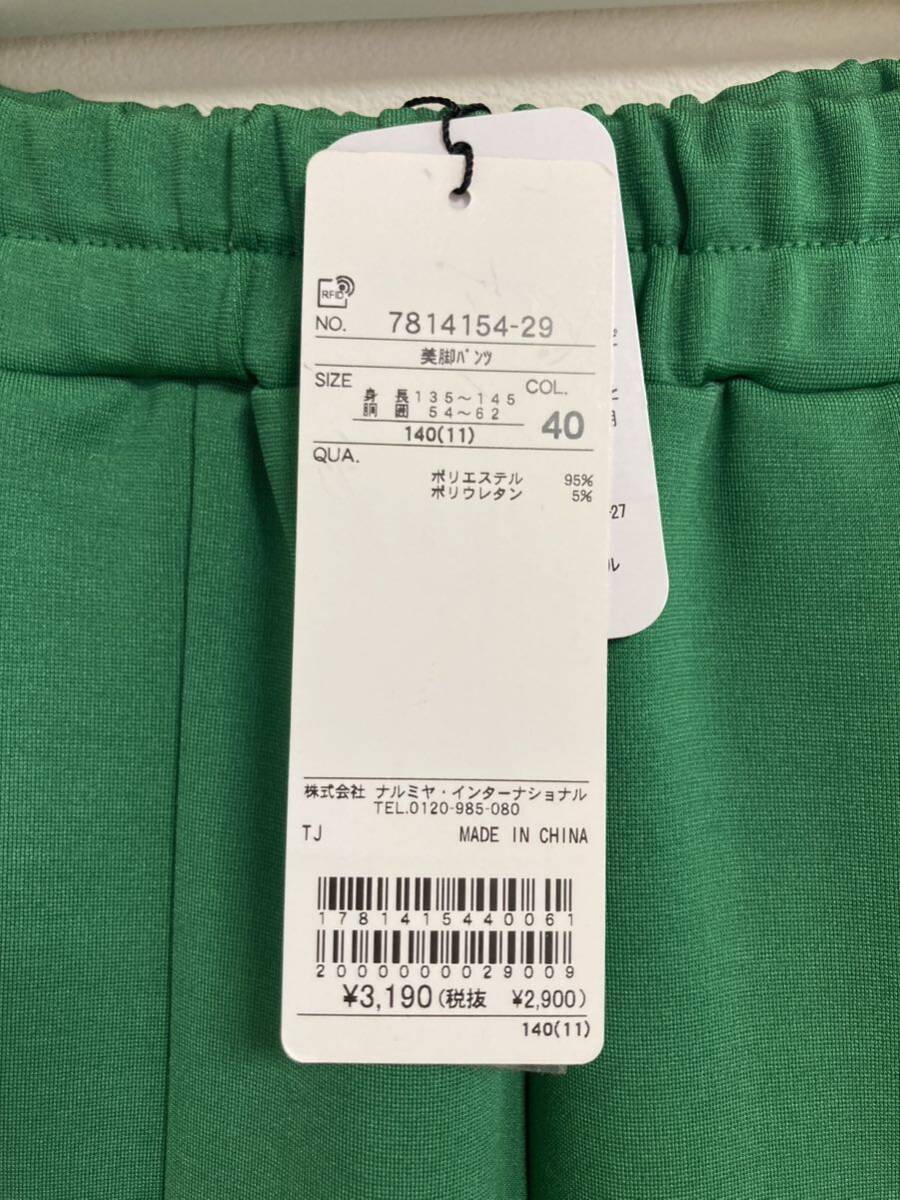 RFID
NO. 7814154-29
美脚パンツ
SIZE
COL.
身長 135～145
胴囲 54～62
40
140(11)
QUA.
ポリエステル 95%
ポリウレタン 5%
株式会社 ナルミヤ・インターナショナル
TEL.0120-985-080
TJ MADE IN CHINA
1781415440061
2000000029009
¥3,190(税抜 ¥2,900)
140(11)
-27
ル